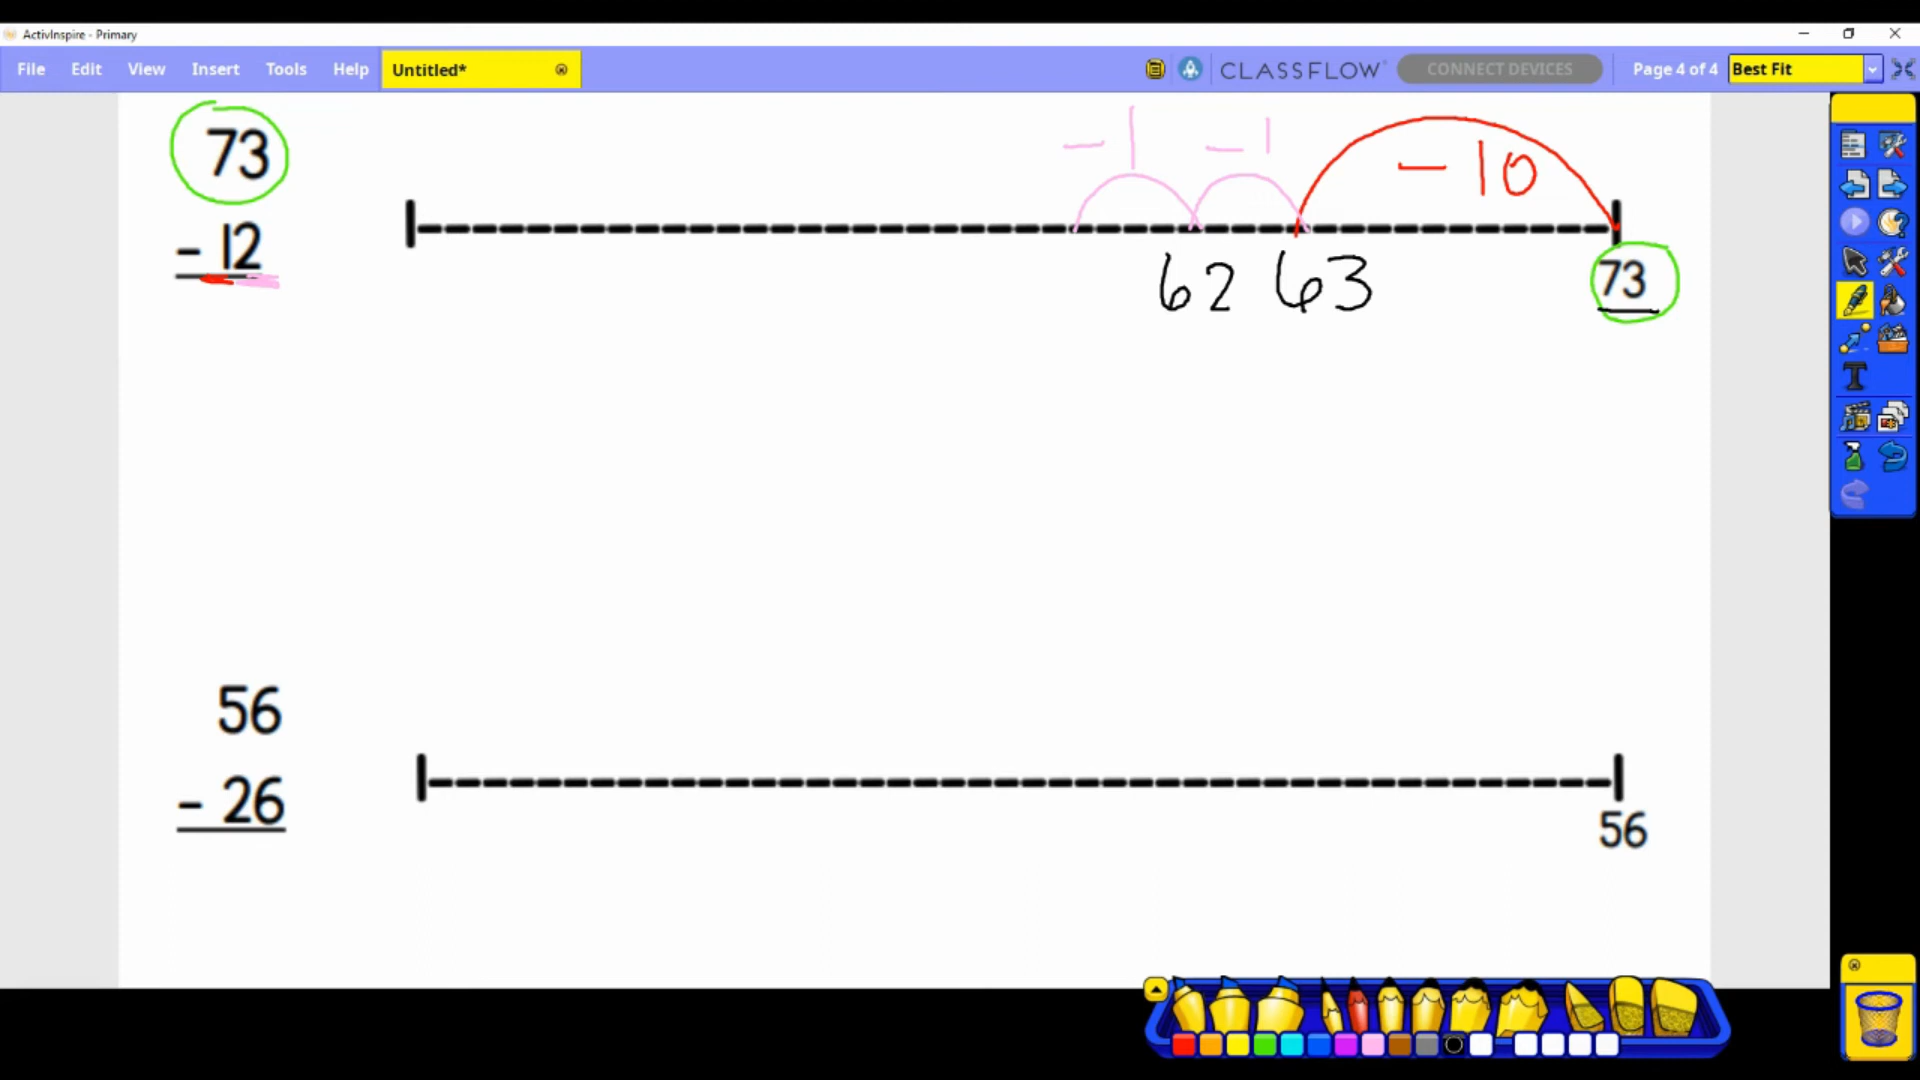 ActivInspire - Primary
File Edit View Insert Tools Help Untitled* CLASSFLOW CONNECT DEVICES Page 4 of 4 Best Fit
73
- 12
-1 -1 -10
62 63 73
56
- 26
56